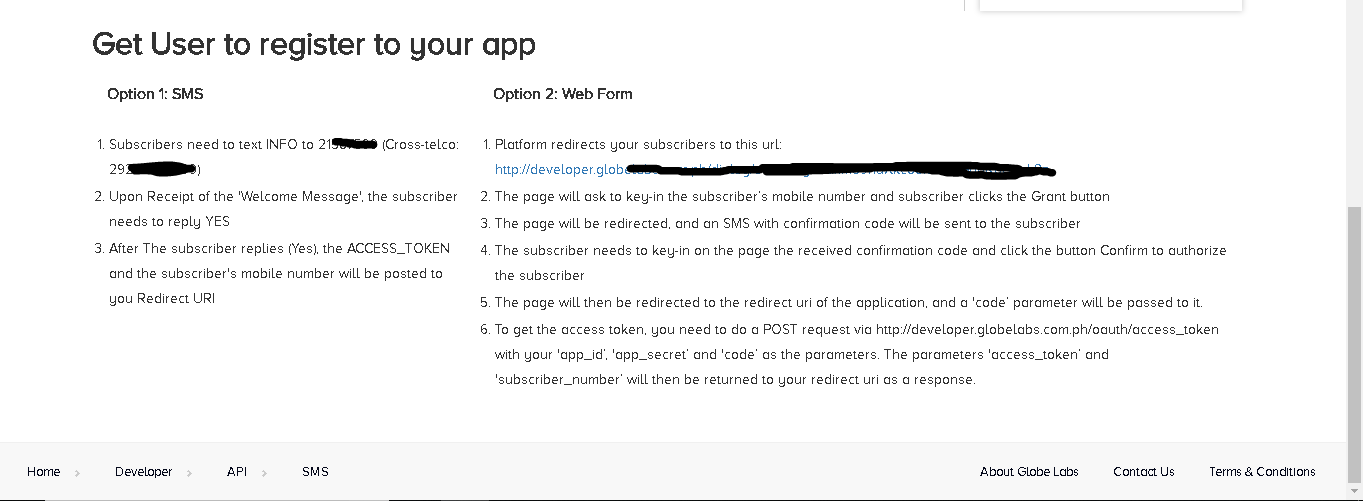 Get User to register to your app
Option 1: SMS
1. Subscribers need to text INFO to 21 (Cross-telco:
292 )
2. Upon Receipt of the 'Welcome Message', the subscriber
needs to reply YES
3. After The subscriber replies (Yes), the ACCESS_TOKEN
and the subscriber's mobile number will be posted to
you Redirect URI
Option 2: Web Form
1. Platform redirects your subscribers to this url:
http://developer.globe
2. The page will ask to key-in the subscriber's mobile number and subscriber clicks the Grant button
3. The page will be redirected, and an SMS with confirmation code will be sent to the subscriber
4. The subscriber needs to key-in on the page the received confirmation code and click the button Confirm to authorize
the subscriber
5. The page will then be redirected to the redirect uri of the application, and a 'code' parameter will be passed to it.
6. To get the access token, you need to do a POST request via http://developer.globelabs.com.ph/oauth/access_token
with your 'app_id', 'app_secret' and 'code' as the parameters. The parameters 'access_token' and
'subscriber_number' will then be returned to your redirect uri as a response.
Home > Developer > API > SMS
About Globe Labs Contact Us Terms & Conditions